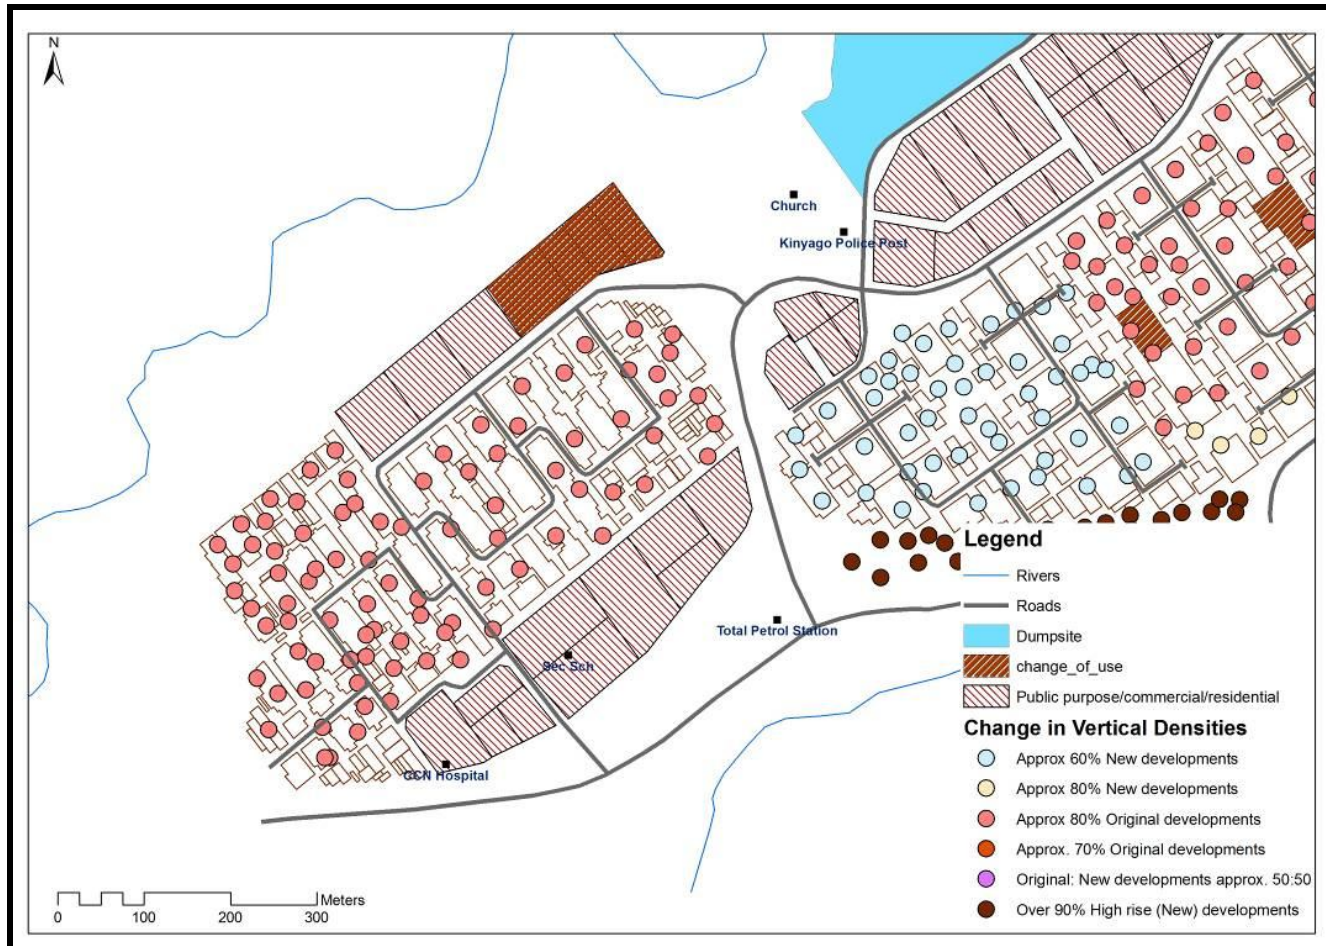 N
Church
Kinyago Police Post
Total Petrol Station
Sec Sch
CCN Hospital
Legend
Rivers
Roads
Dumpsite
change_of_use
Public purpose/commercial/residential
Change in Vertical Densities
Approx 60% New developments
Approx 80% New developments
Approx 80% Original developments
Approx. 70% Original developments
Original: New developments approx. 50:50
Over 90% High rise (New) developments
Meters
0 100 200 300